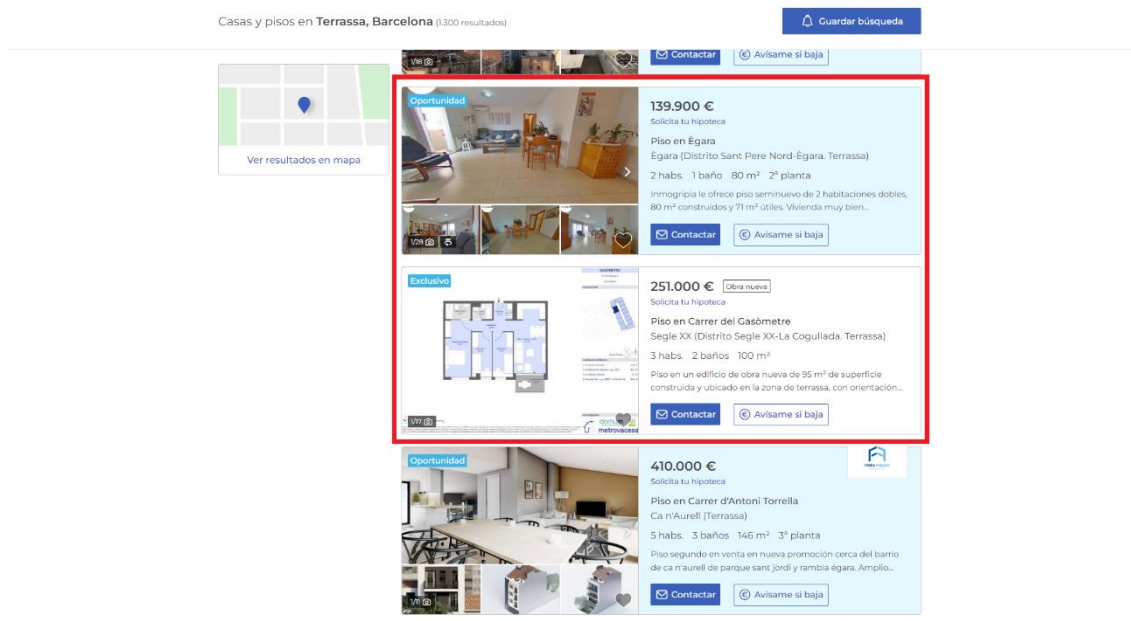 Casas y pisos en Terrassa, Barcelona (1.300 resultados)
Guardar búsqueda
Ver resultados en mapa
1/18
Contactar
Avísame si baja
Oportunidad
1/28
139.900 €
Solicita tu hipoteca
Piso en Ègara
Ègara (Distrito Sant Pere Nord-Ègara. Terrassa)
2 habs. 1 baño 80 m² 2ª planta
Inmogripia le ofrece piso seminuevo de 2 habitaciones dobles,
80 m² construidos y 71 m² útiles. Vivienda muy bien...
Contactar
Avísame si baja
Exclusivo
1/17
metrovacesa
251.000 € Obra nueva
Solicita tu hipoteca
Piso en Carrer del Gasòmetre
Segle XX (Distrito Segle XX-La Cogullada. Terrassa)
3 habs. 2 baños 100 m²
Piso en un edificio de obra nueva de 95 m² de superficie
construida y ubicado en la zona de terrassa, con orientación...
Contactar
Avísame si baja
Oportunidad
1/11
410.000 €
Solicita tu hipoteca
Piso en Carrer d'Antoni Torrella
Ca n'Aurell (Terrassa)
5 habs. 3 baños 146 m² 3ª planta
Piso segundo en venta en nueva promoción cerca del barrio
de ca n'aurell de parque sant jordi y rambla égara. Amplio...
Contactar
Avísame si baja